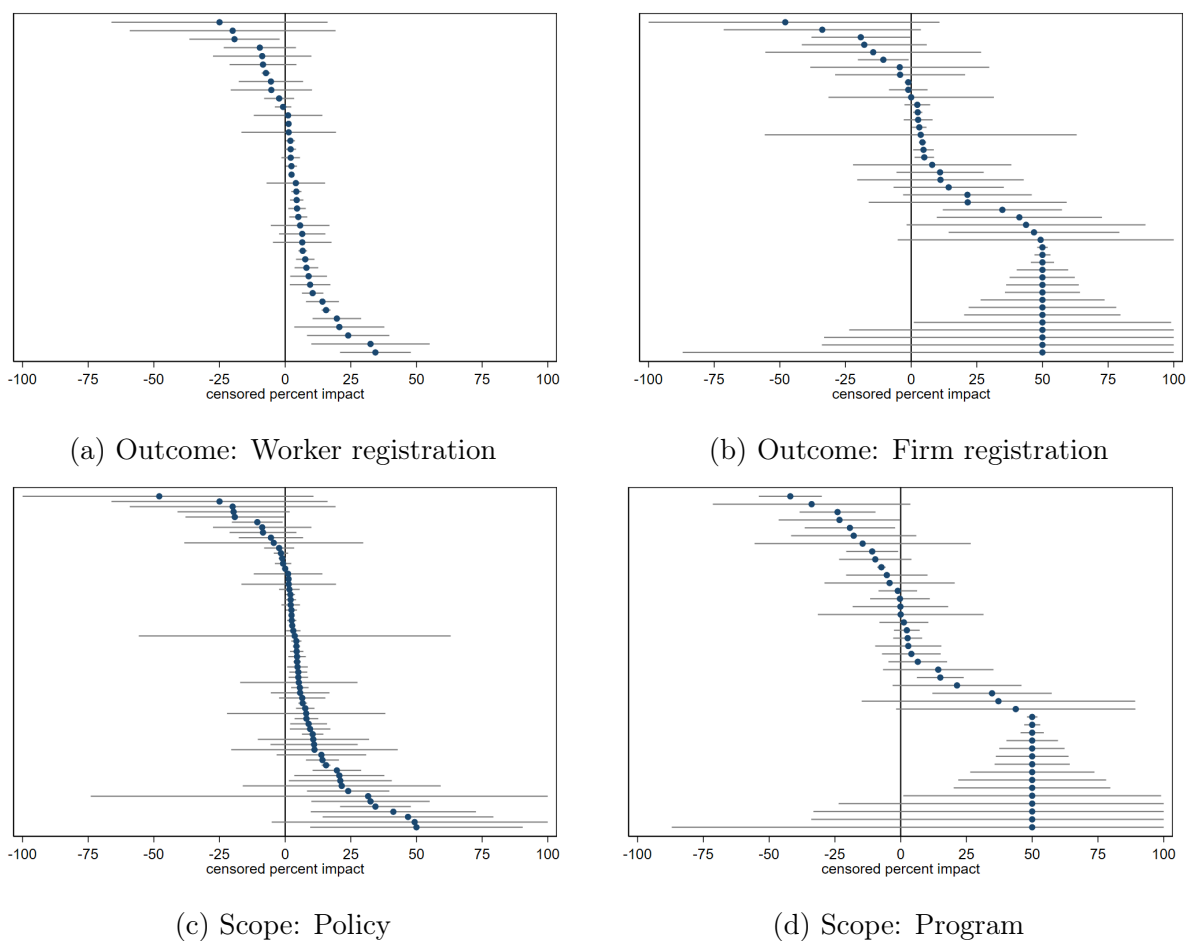 -100 -75 -50 -25 0 25 50 75 100
censored percent impact
-100 -75 -50 -25 0 25 50 75 100
censored percent impact
(a) Outcome: Worker registration
(b) Outcome: Firm registration
-100 -75 -50 -25 0 25 50 75 100
censored percent impact
-100 -75 -50 -25 0 25 50 75 100
censored percent impact
(c) Scope: Policy
(d) Scope: Program